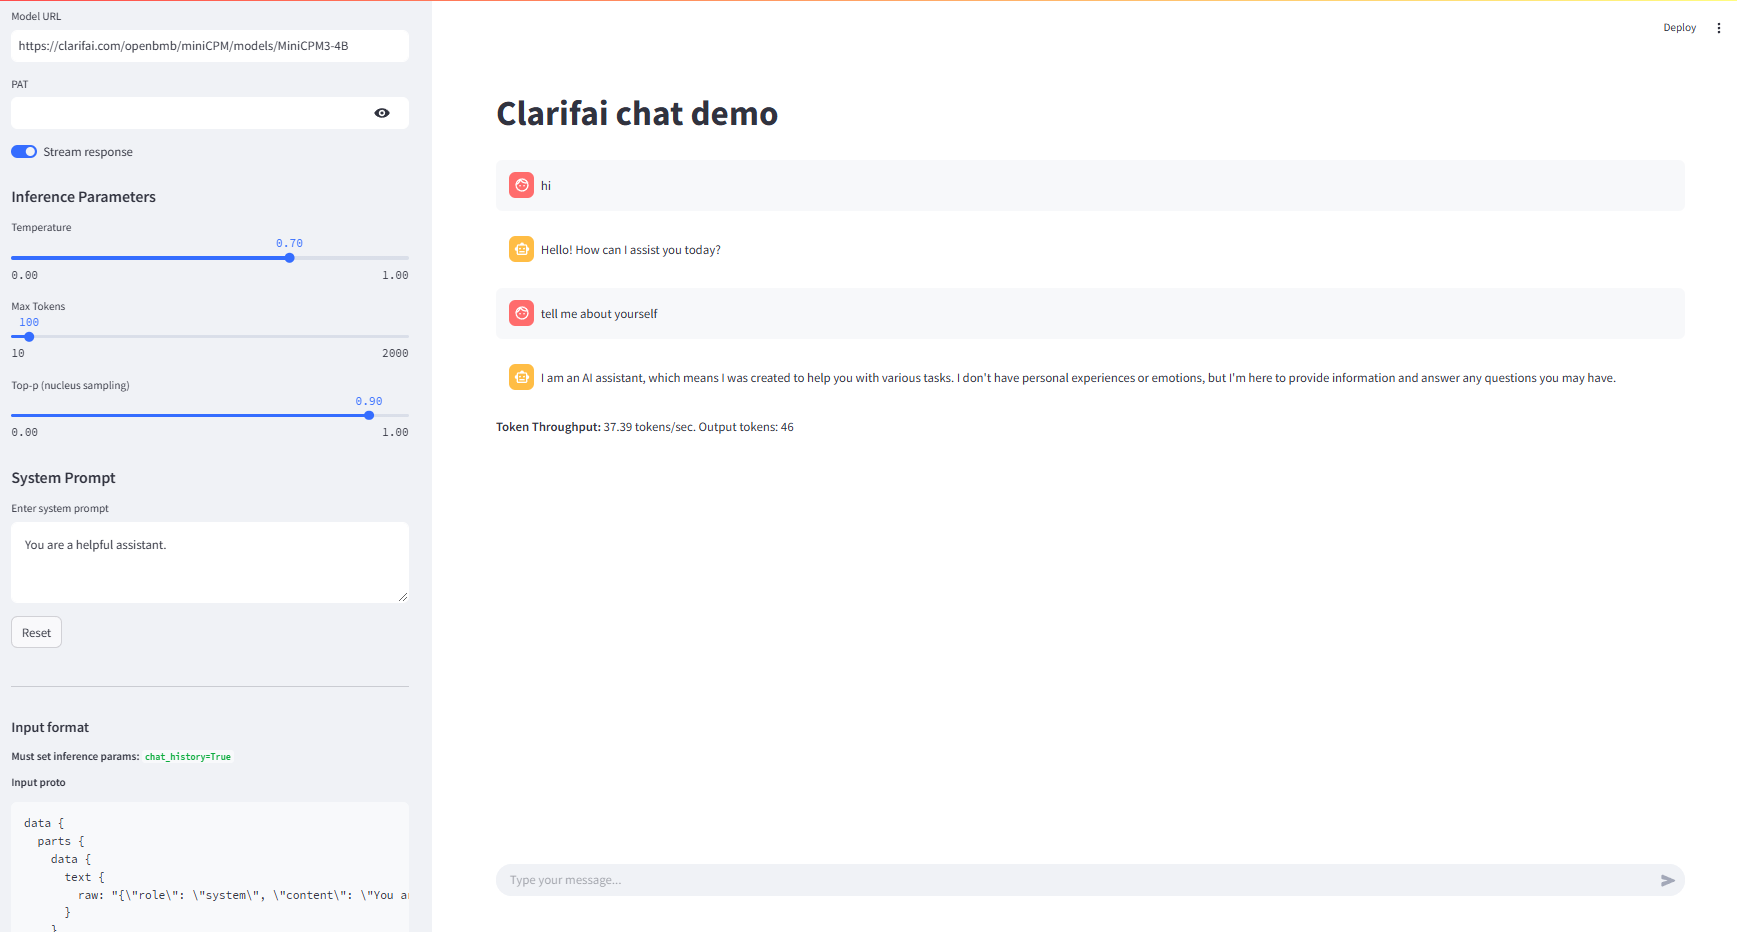 Model URL
https://clarifai.com/openbmb/miniCPM/models/MiniCPM3-4B
PAT
Stream response
Inference Parameters
Temperature
0.70
0.00 1.00
Max Tokens
100
10 2000
Top-p (nucleus sampling)
0.90
0.00 1.00
System Prompt
Enter system prompt
You are a helpful assistant.
Reset
Input format
Must set inference params: chat_history=True
Input proto
data {
  parts {
    data {
      text {
        raw: "{\"role\": \"system\", \"content\": \"You
      }
    }
Deploy
Clarifai chat demo
hi
Hello! How can I assist you today?
tell me about yourself
I am an AI assistant, which means I was created to help you with various tasks. I don't have personal experiences or emotions, but I'm here to provide information and answer any questions you may have.
Token Throughput: 37.39 tokens/sec. Output tokens: 46
Type your message...